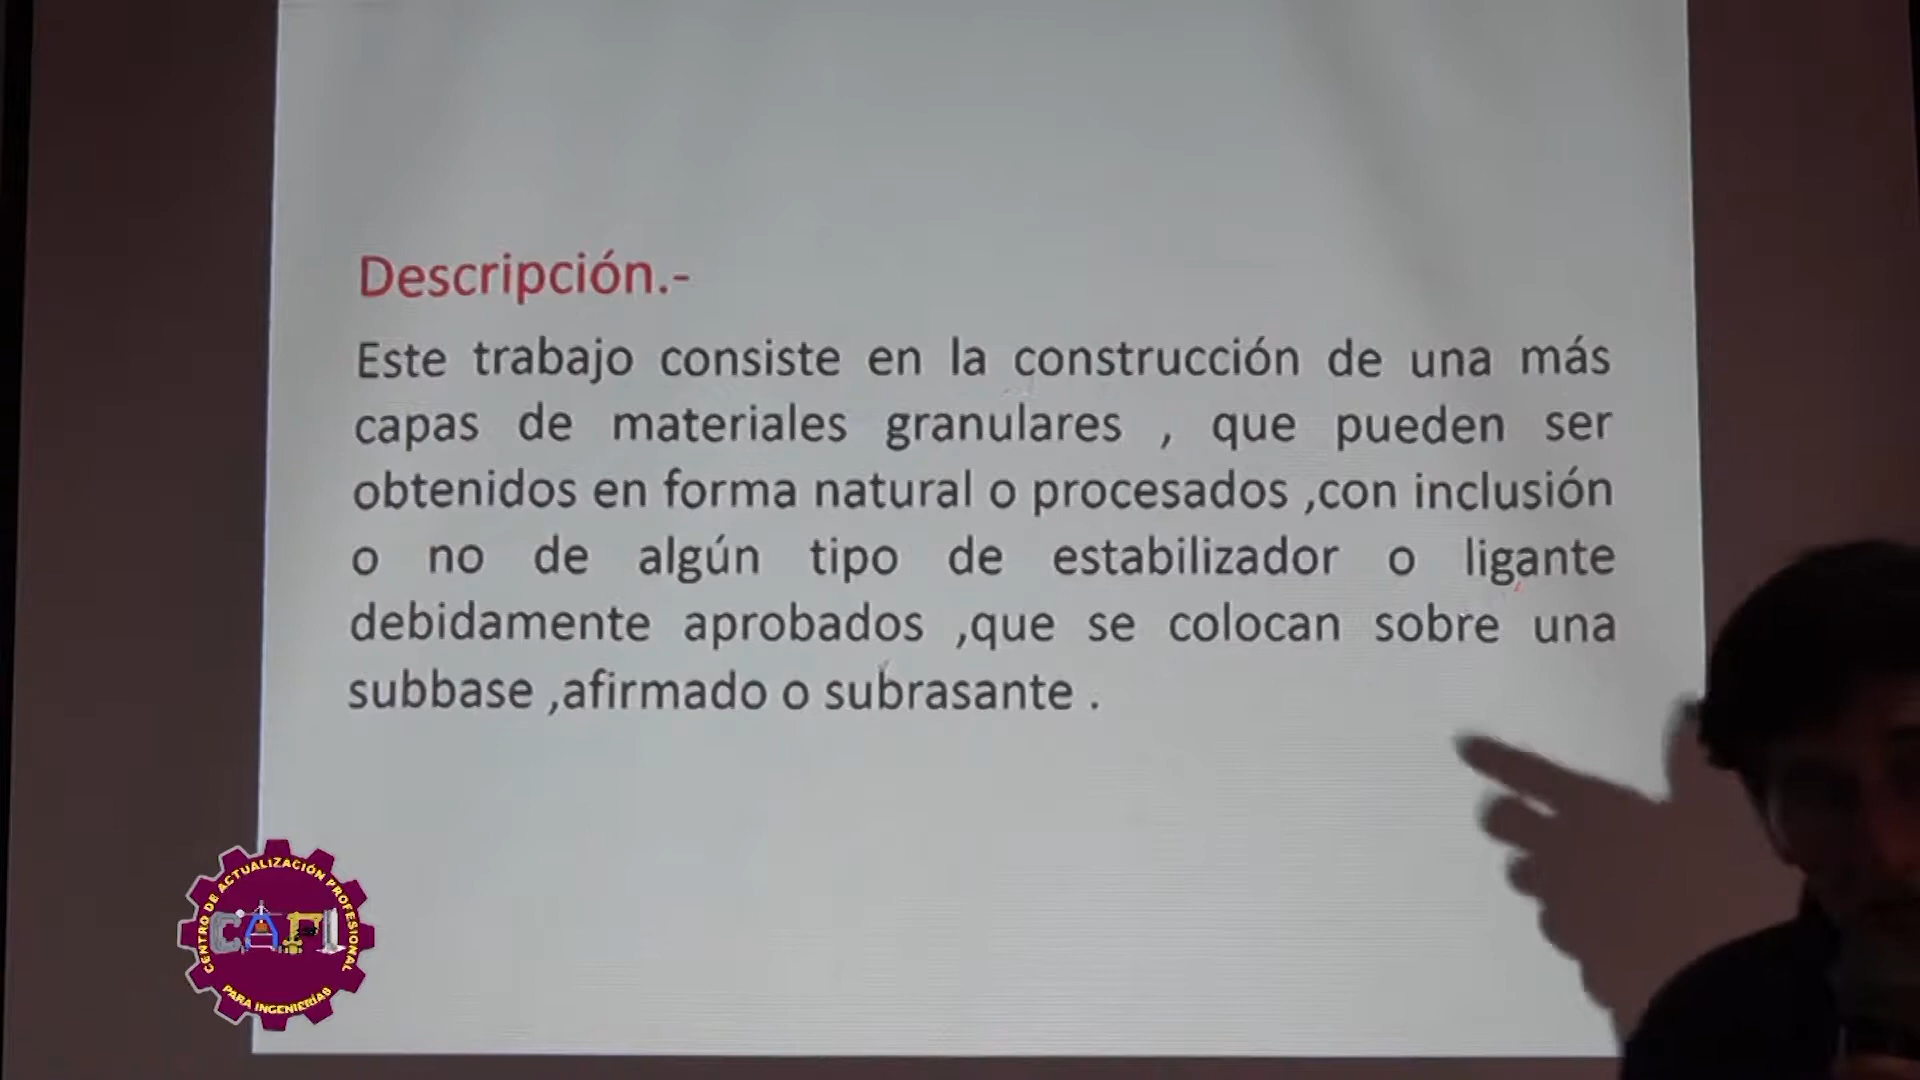 Descripción.-
Este trabajo consiste en la construcción de una más
capas de materiales granulares , que pueden ser
obtenidos en forma natural o procesados ,con inclusión
o no de algún tipo de estabilizador o ligante
debidamente aprobados ,que se colocan sobre una
subbase ,afirmado o subrasante .
CENTRO DE ACTUALIZACIÓN PROFESIONAL
CAPI
PARA INGENIERÍAS